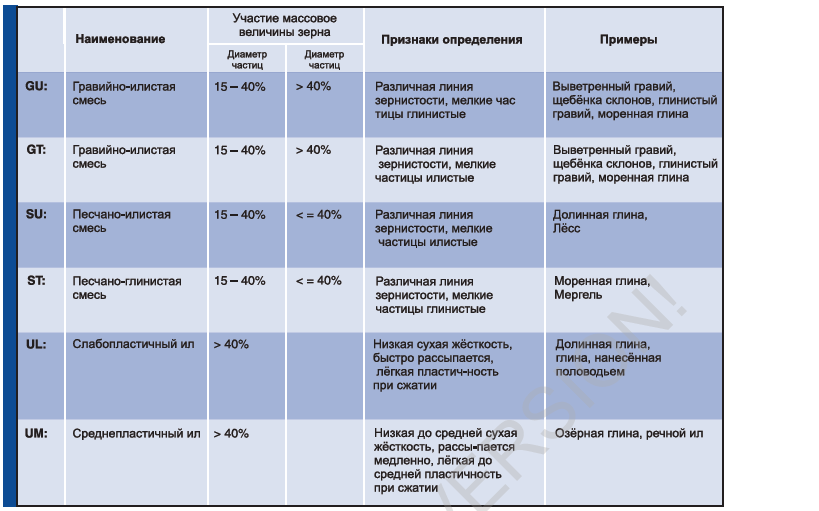 Наименование
Участие массовое
величины зерна
Признаки определения
Примеры
Диаметр
частиц
Диаметр
частиц
GU:
Гравийно-илистая
смесь
15 – 40%
> 40%
Различная линия
зернистости, мелкие час
тицы глинистые
Выветренный гравий,
щебёнка склонов, глинистый
гравий, моренная глина
GT:
Гравийно-илистая
смесь
15 – 40%
> 40%
Различная линия
зернистости, мелкие
частицы илистые
Выветренный гравий,
щебёнка склонов, глинистый
гравий, моренная глина
SU:
Песчано-илистая
смесь
15 – 40%
< = 40%
Различная линия
зернистости, мелкие
частицы илистые
Долинная глина,
Лёсс
ST:
Песчано-глинистая
смесь
15 – 40%
< = 40%
Различная линия
зернистости, мелкие
частицы глинистые
Моренная глина,
Мергель
UL:
Слабопластичный ил
> 40%
Низкая сухая жёсткость,
быстро рассыпается,
лёгкая пластич-ность
при сжатии
Долинная глина,
глина, нанесённая
половодьем
UM:
Среднепластичный ил
> 40%
Низкая до средней сухая
жёсткость, рассы-пается
медленно, лёгкая до
средней пластичность
при сжатии
Озёрная глина, речной ил
VERSION!